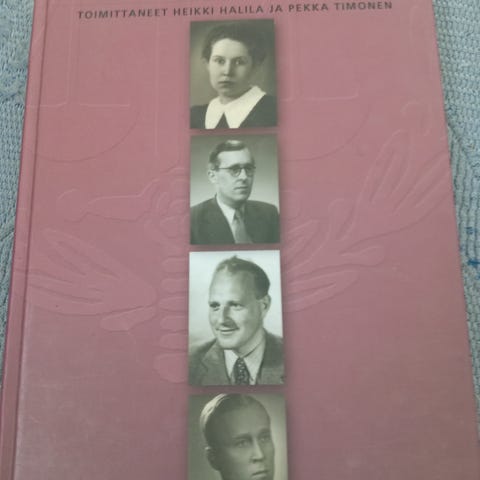 TOIMITTANEET HEIKKI HALILA JA PEKKA TIMONEN